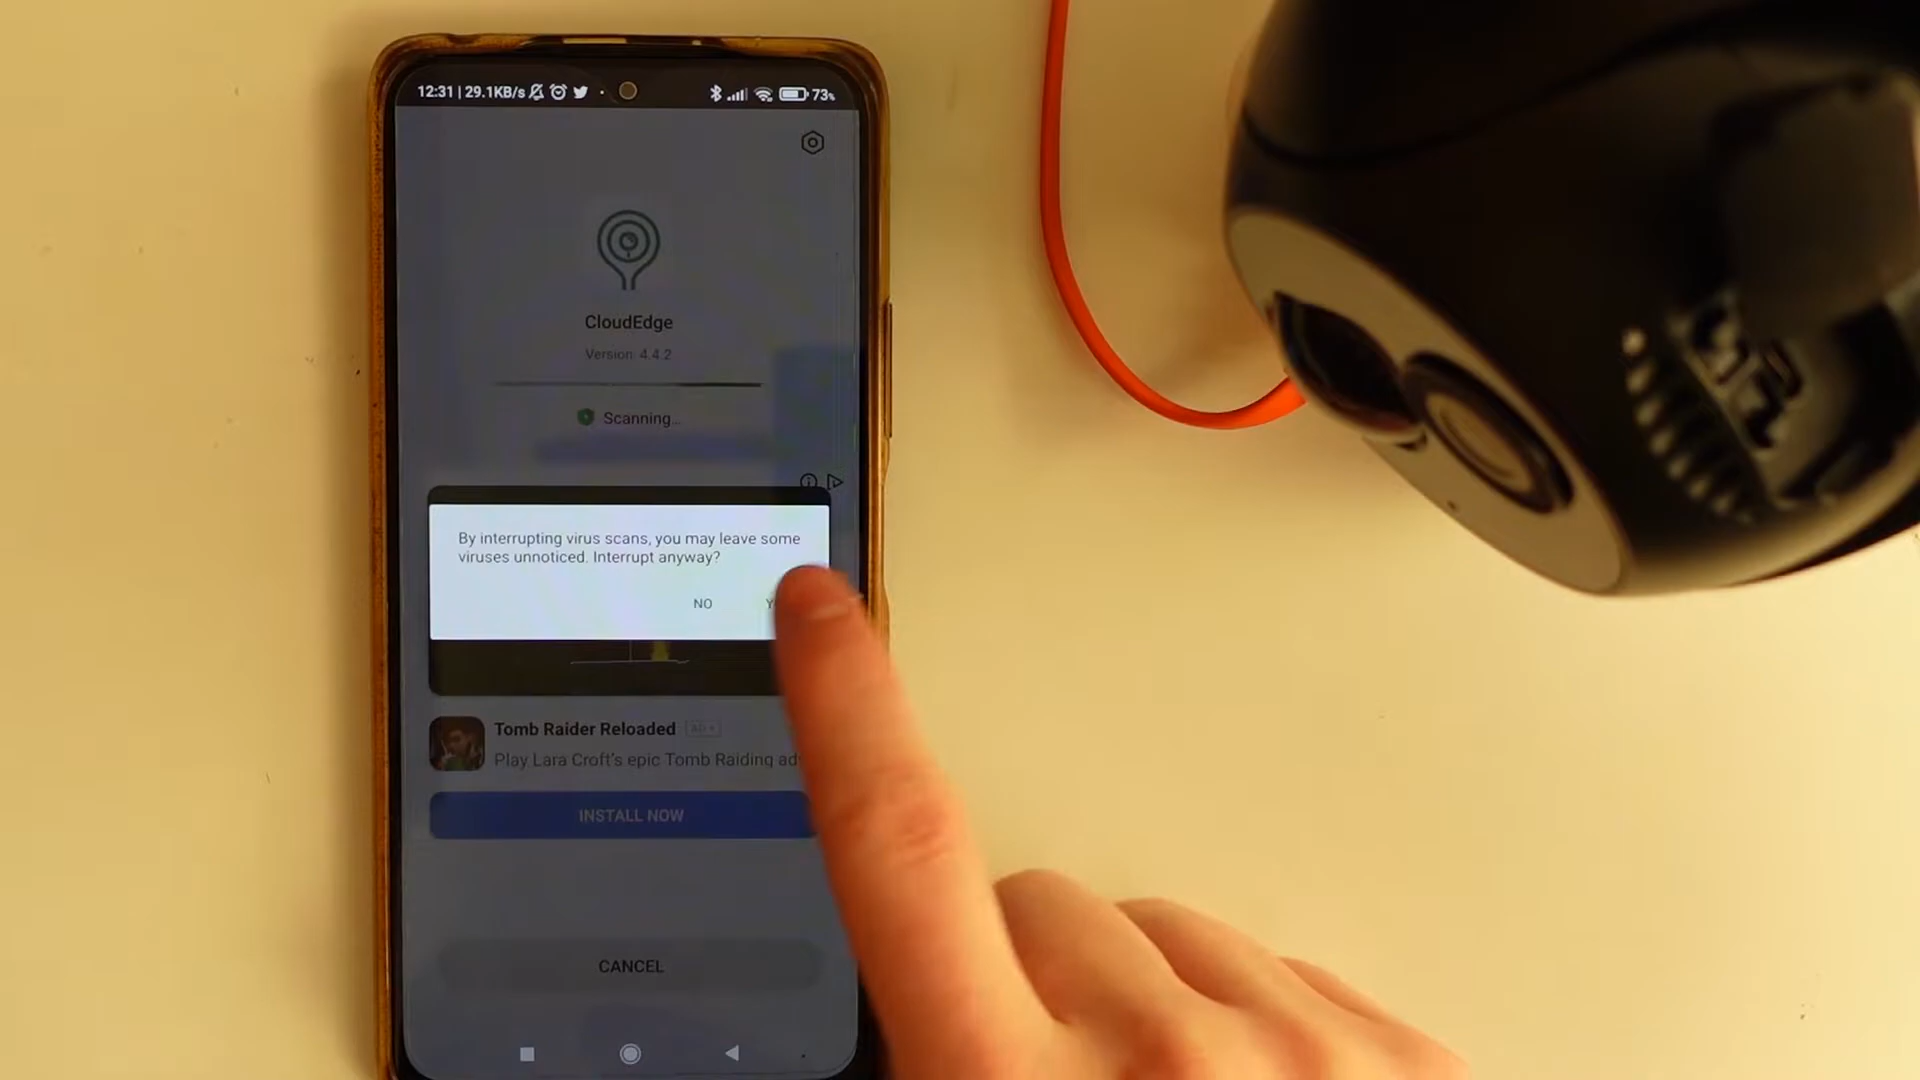 12:31 | 29.1KB/s
73%
CloudEdge
Version: 4.4.2
Scanning...
By interrupting virus scans, you may leave some
viruses unnoticed. Interrupt anyway?
NO
Tomb Raider Reloaded AD
Play Lara Croft's epic Tomb Raiding
INSTALL NOW
CANCEL